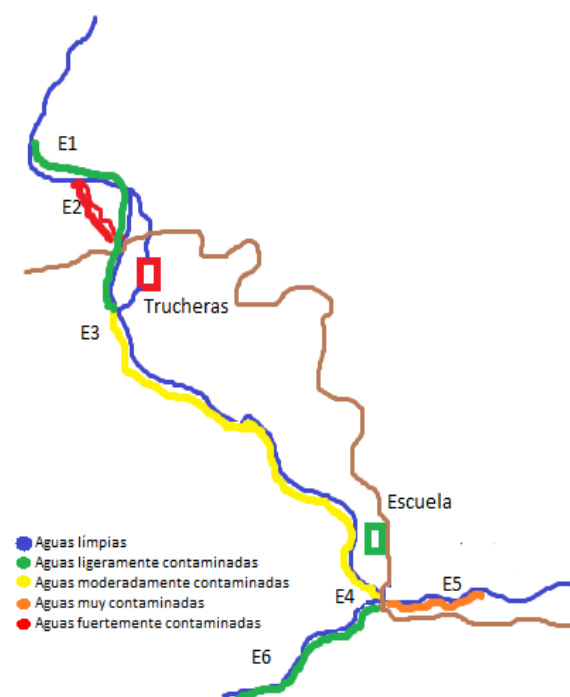 E1
E2
Trucheras
E3
Escuela
Aguas límpias
Aguas ligeramente contaminadas
Aguas moderadamente contaminadas
Aguas muy contaminadas
Aguas fuertemente contaminadas
E4
E5
E6